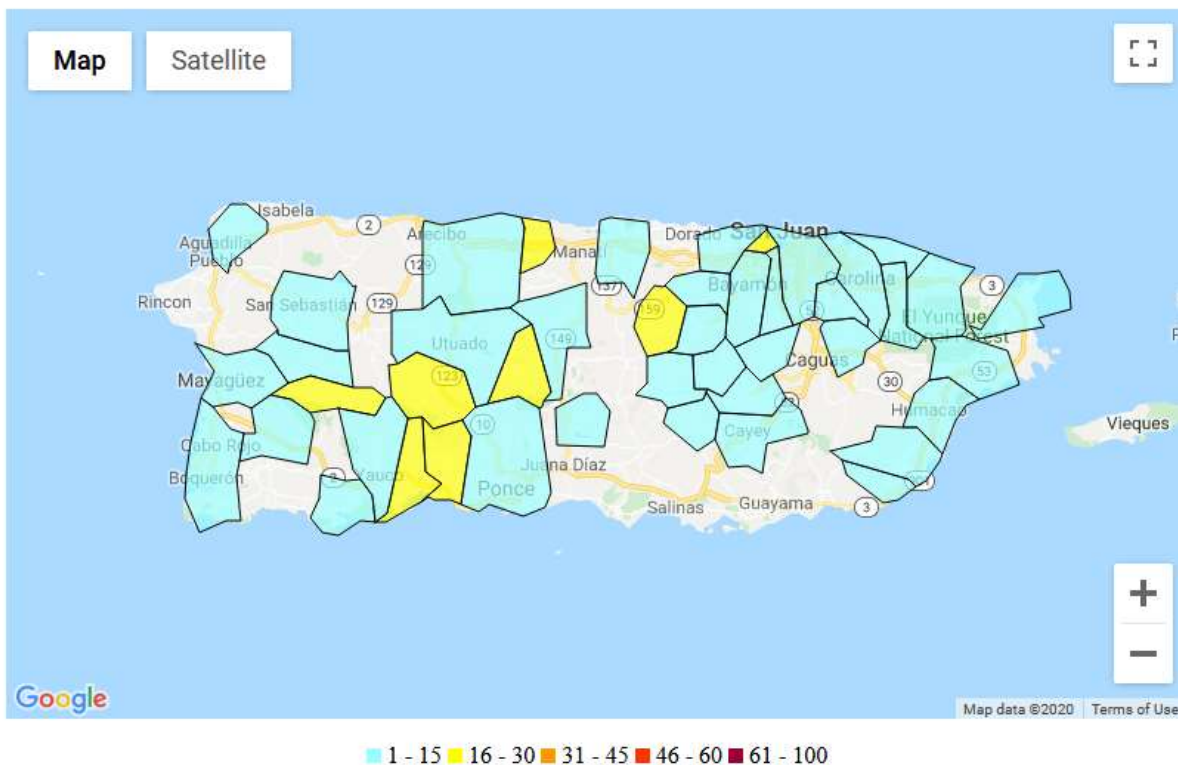 Map Satellite
Isabela
2
Arecibo
Dorado San Juan
Aguadilla
Pueblo
Manatí
129
Carolina
3
Bayamón
137
Rincon
San Sebastián
129
159
El Yunque
National Forest
Utuado
149
Caguas
Mayagüez
123
30
53
Humacao
Vieques
Cabo Rojo
10
Cayey
Boquerón
2
Yauco
Juana Díaz
Ponce
Salinas
Guayama
3
+
−
Google
Map data ©2020 Terms of Use
1 - 15 16 - 30 31 - 45 46 - 60 61 - 100